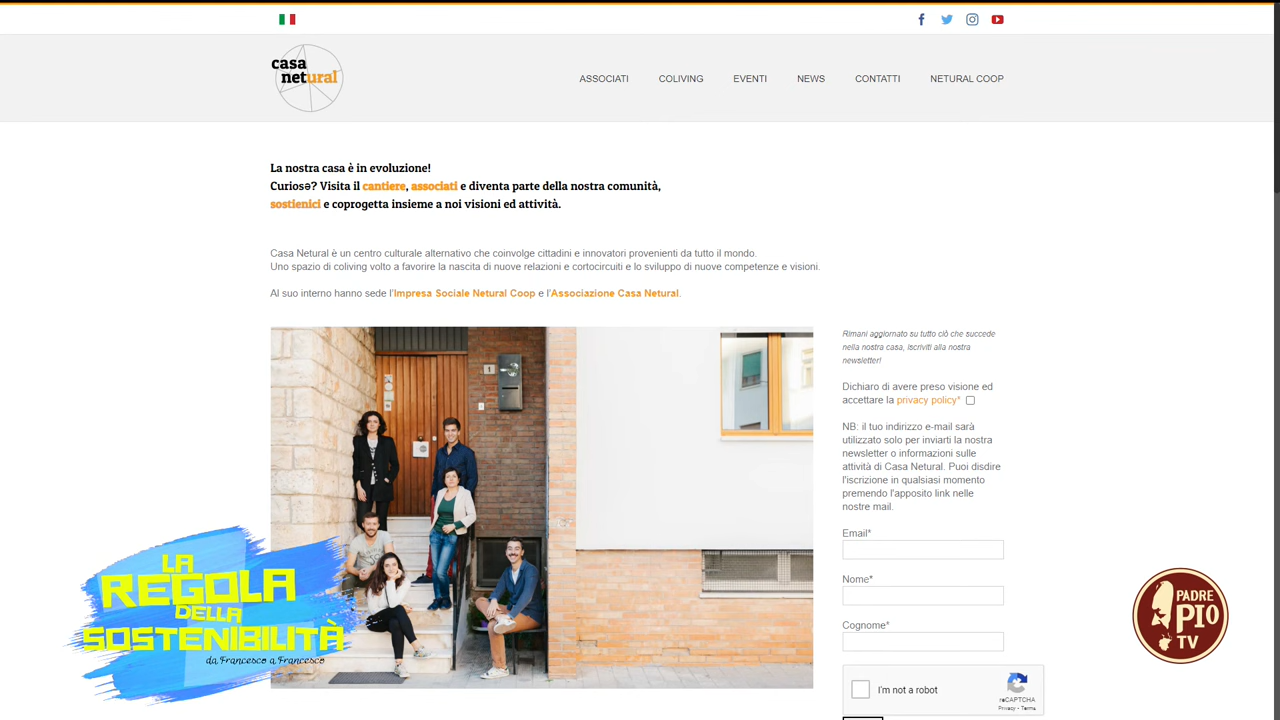 casa
netural
ASSOCIATI
COLIVING
EVENTI
NEWS
CONTATTI
NETURAL COOP
La nostra casa è in evoluzione!
Curiosə? Visita il cantiere, associati e diventa parte della nostra comunità,
sostienici e coprogetta insieme a noi visioni ed attività.
Casa Netural è un centro culturale alternativo che coinvolge cittadini e innovatori provenienti da tutto il mondo.
Uno spazio di coliving volto a favorire la nascita di nuove relazioni e cortocircuiti e lo sviluppo di nuove competenze e visioni.
Al suo interno hanno sede l'Impresa Sociale Netural Coop e l'Associazione Casa Netural.
1
Rimani aggiornato su tutto ciò che succede
nella nostra casa, iscriviti alla nostra
newsletter!
Dichiaro di avere preso visione ed
accettare la privacy policy*
NB: il tuo indirizzo e-mail sarà
utilizzato solo per inviarti la nostra
newsletter o informazioni sulle
attività di Casa Netural. Puoi disdire
l'iscrizione in qualsiasi momento
premendo l'apposito link nelle
nostre mail.
Email*
Nome*
Cognome*
I'm not a robot
reCAPTCHA
Privacy - Terms
LA
REGOLA
DELLA
SOSTENIBILITÀ
da Francesco a Francesco
PADRE
PIO
TV